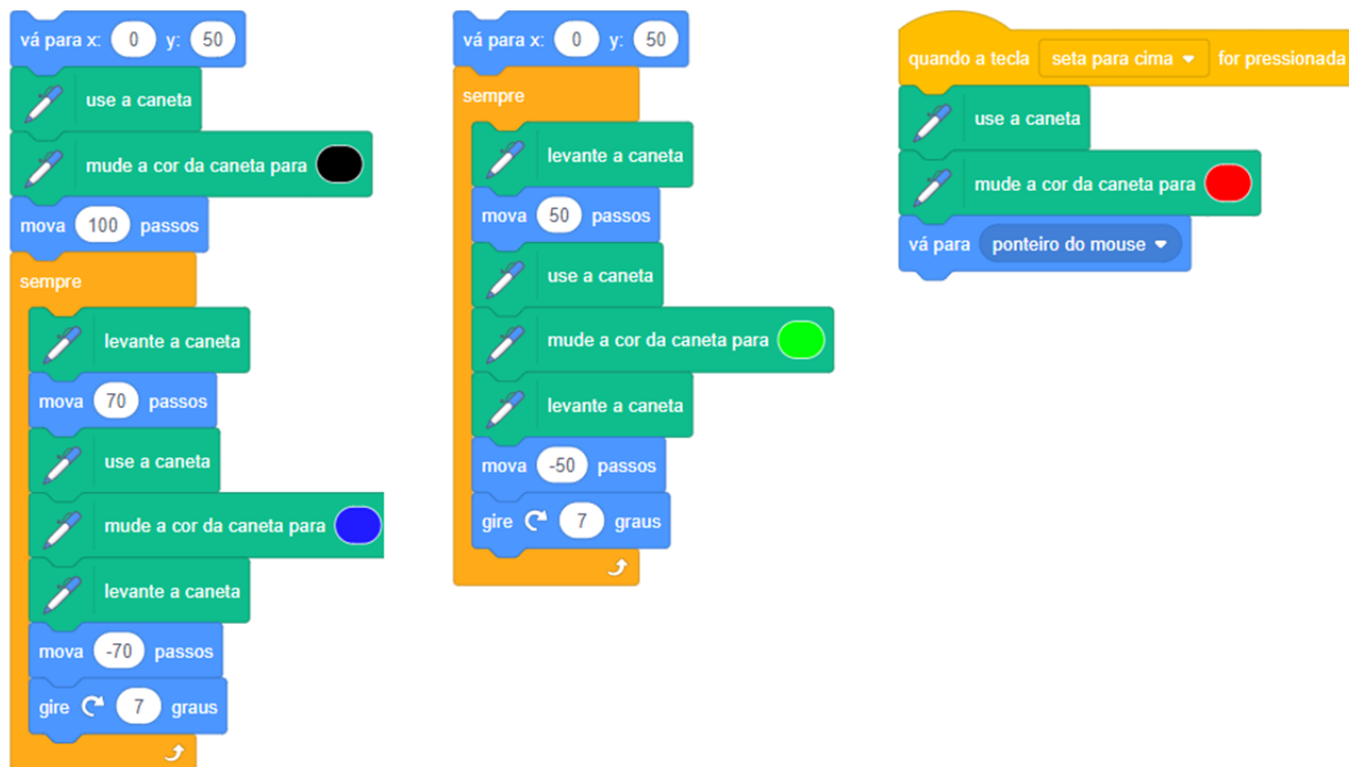 vá para x: 0 y: 50
use a caneta
mude a cor da caneta para
mova 100 passos
sempre
levante a caneta
mova 70 passos
use a caneta
mude a cor da caneta para
levante a caneta
mova -70 passos
gire 7 graus
vá para x: 0 y: 50
sempre
levante a caneta
mova 50 passos
use a caneta
mude a cor da caneta para
levante a caneta
mova -50 passos
gire 7 graus
quando a tecla seta para cima for pressionada
use a caneta
mude a cor da caneta para
vá para ponteiro do mouse